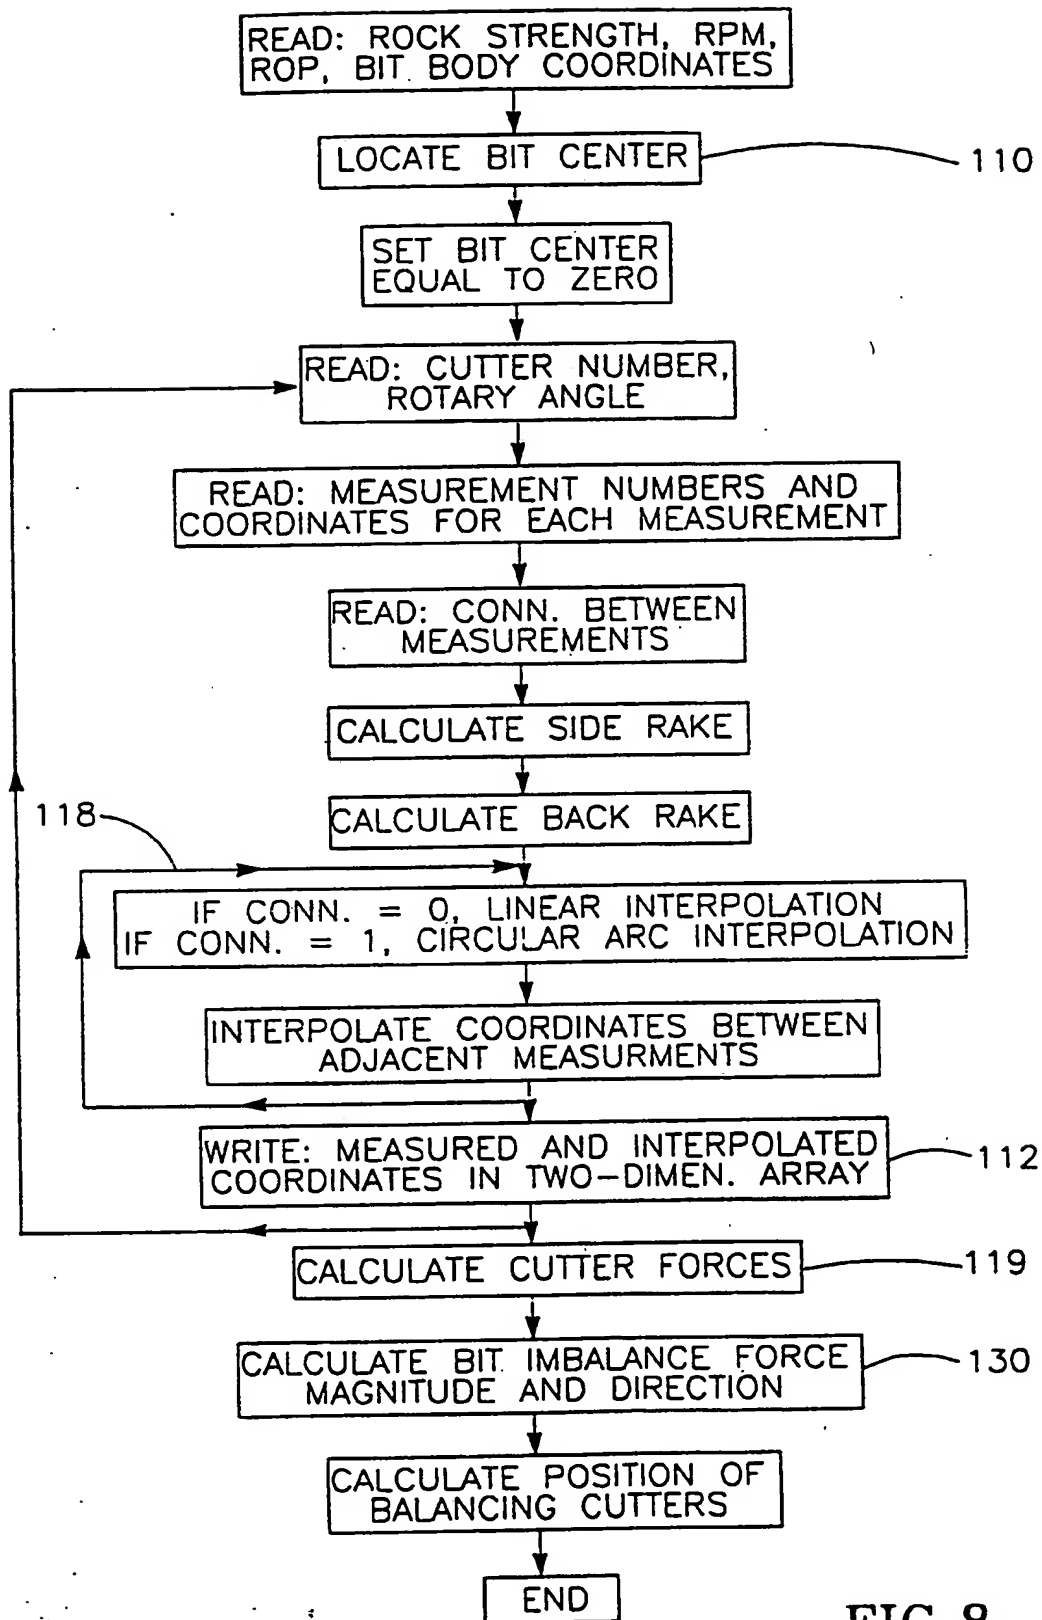 READ: ROCK STRENGTH, RPM,
ROP, BIT BODY COORDINATES
LOCATE BIT CENTER
110
SET BIT CENTER
EQUAL TO ZERO
READ: CUTTER NUMBER,
ROTARY ANGLE
READ: MEASUREMENT NUMBERS AND
COORDINATES FOR EACH MEASUREMENT
READ: CONN. BETWEEN
MEASUREMENTS
CALCULATE SIDE RAKE
CALCULATE BACK RAKE
118
IF CONN. = 0, LINEAR INTERPOLATION
IF CONN. = 1, CIRCULAR ARC INTERPOLATION
INTERPOLATE COORDINATES BETWEEN
ADJACENT MEASURMENTS
WRITE: MEASURED AND INTERPOLATED
COORDINATES IN TWO-DIMEN. ARRAY
112
CALCULATE CUTTER FORCES
119
CALCULATE BIT IMBALANCE FORCE
MAGNITUDE AND DIRECTION
130
CALCULATE POSITION OF
BALANCING CUTTERS
END
FIG. 8